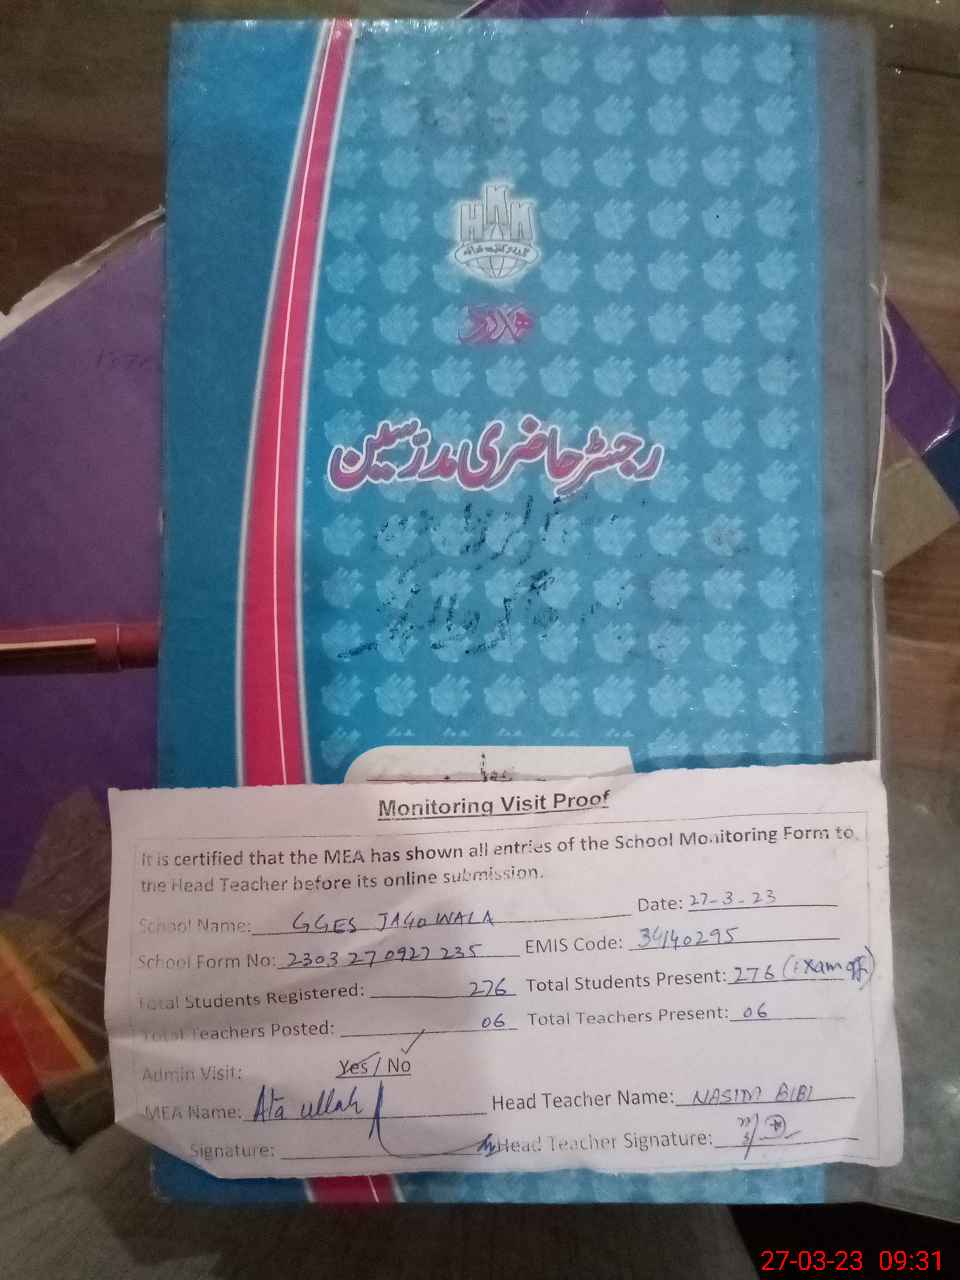 HKK
ھلادر
رجسٹر حاضری مدرسین
Monitoring Visit Proof
It is certified that the MEA has shown all entries of the School Monitoring Form to
the Head Teacher before its online submission.
School Name: GGES JAGOWALA Date: 27-3-23
School Form No: 2303270927235 EMIS Code: 36140295
Total Students Registered: 276 Total Students Present: 276 (Exam off)
Total Teachers Posted: 06 Total Teachers Present: 06
Admin Visit: Yes / No
MEA Name: Ata ullah Head Teacher Name: NASIM BIBI
Signature: Head Teacher Signature:
27-03-23 09:31